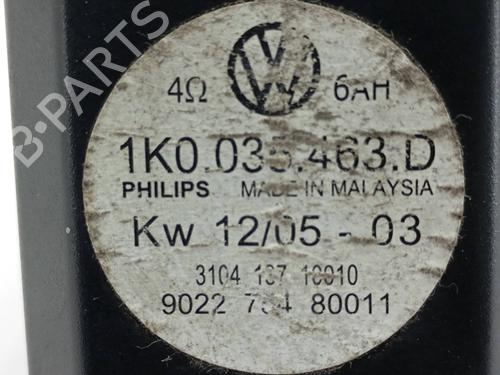 B-PARTS
4Ω 6AH
1K0.035.463.D
PHILIPS MADE IN MALAYSIA
Kw 12/05 - 03
3104 137 18010
9022 754 80011